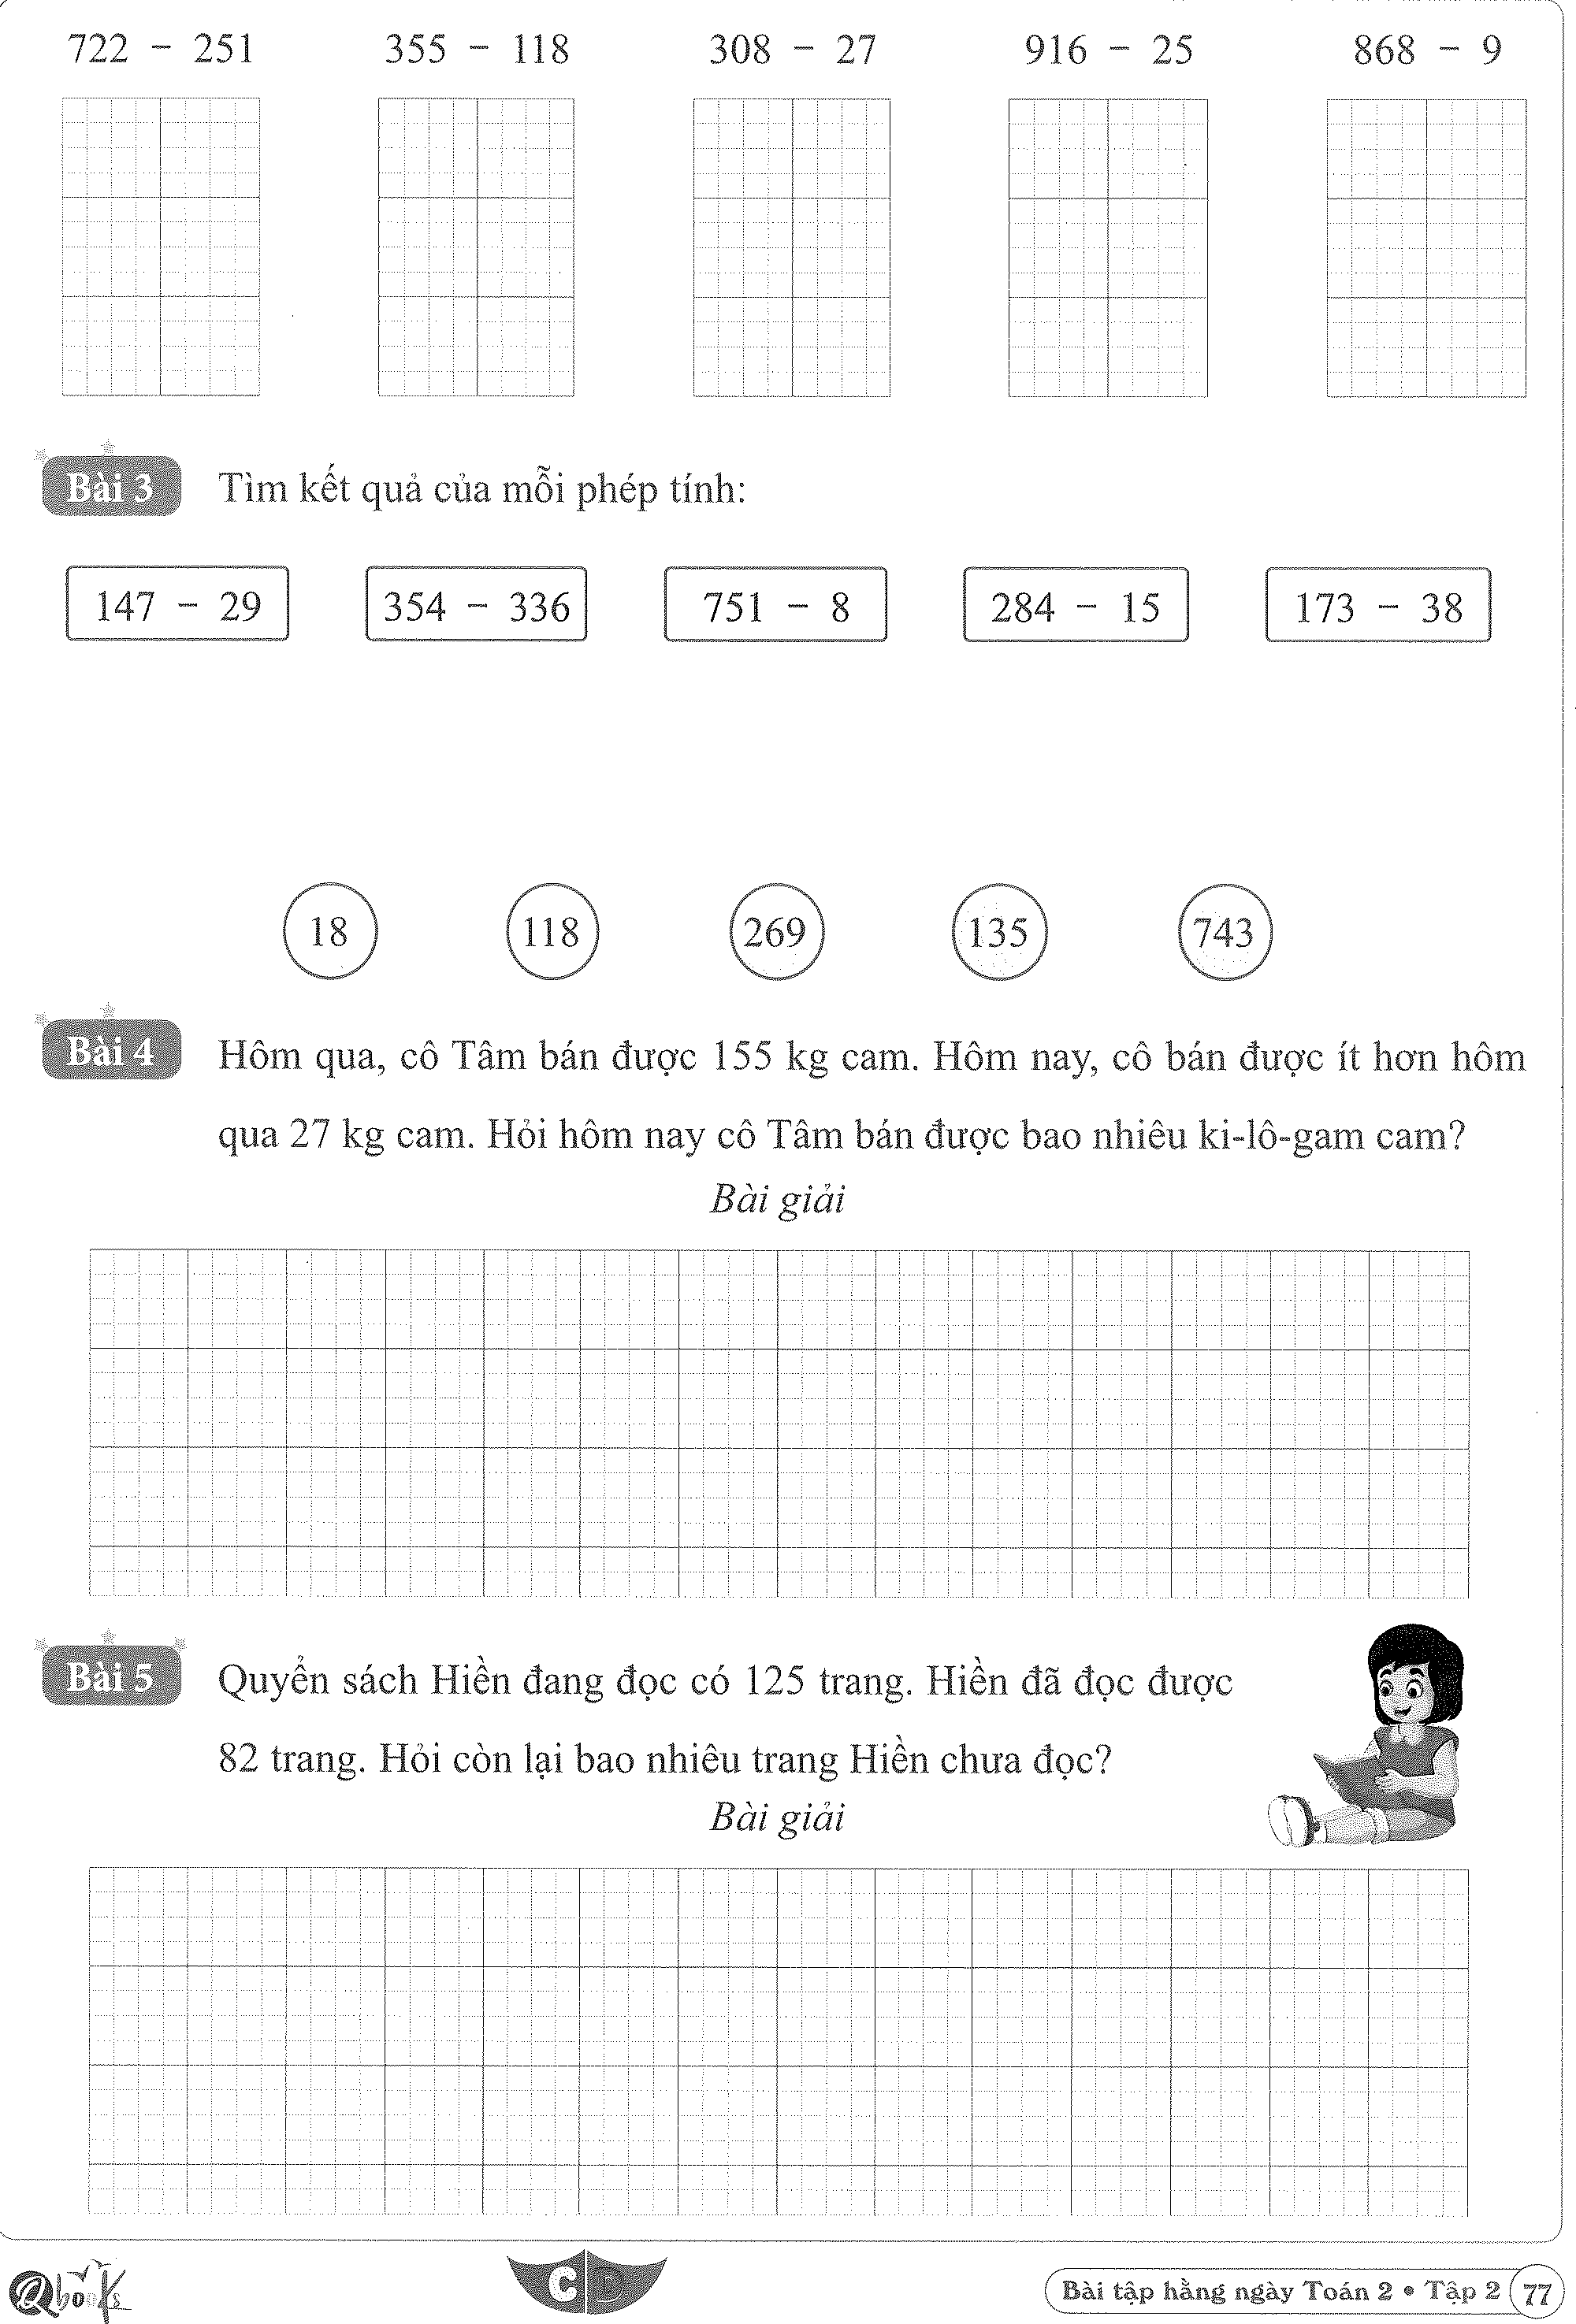 722 - 251 355 - 118 308 - 27 916 - 25 868 - 9
Bài 3 Tìm kết quả của mỗi phép tính:
147 - 29 354 - 336 751 - 8 284 - 15 173 - 38
18 118 269 135 743
Bài 4 Hôm qua, cô Tâm bán được 155 kg cam. Hôm nay, cô bán được ít hơn hôm
qua 27 kg cam. Hỏi hôm nay cô Tâm bán được bao nhiêu ki-lô-gam cam?
Bài giải
Bài 5 Quyển sách Hiền đang đọc có 125 trang. Hiền đã đọc được
82 trang. Hỏi còn lại bao nhiêu trang Hiền chưa đọc?
Bài giải
Qbooks CD Bài tập hằng ngày Toán 2 • Tập 2 77